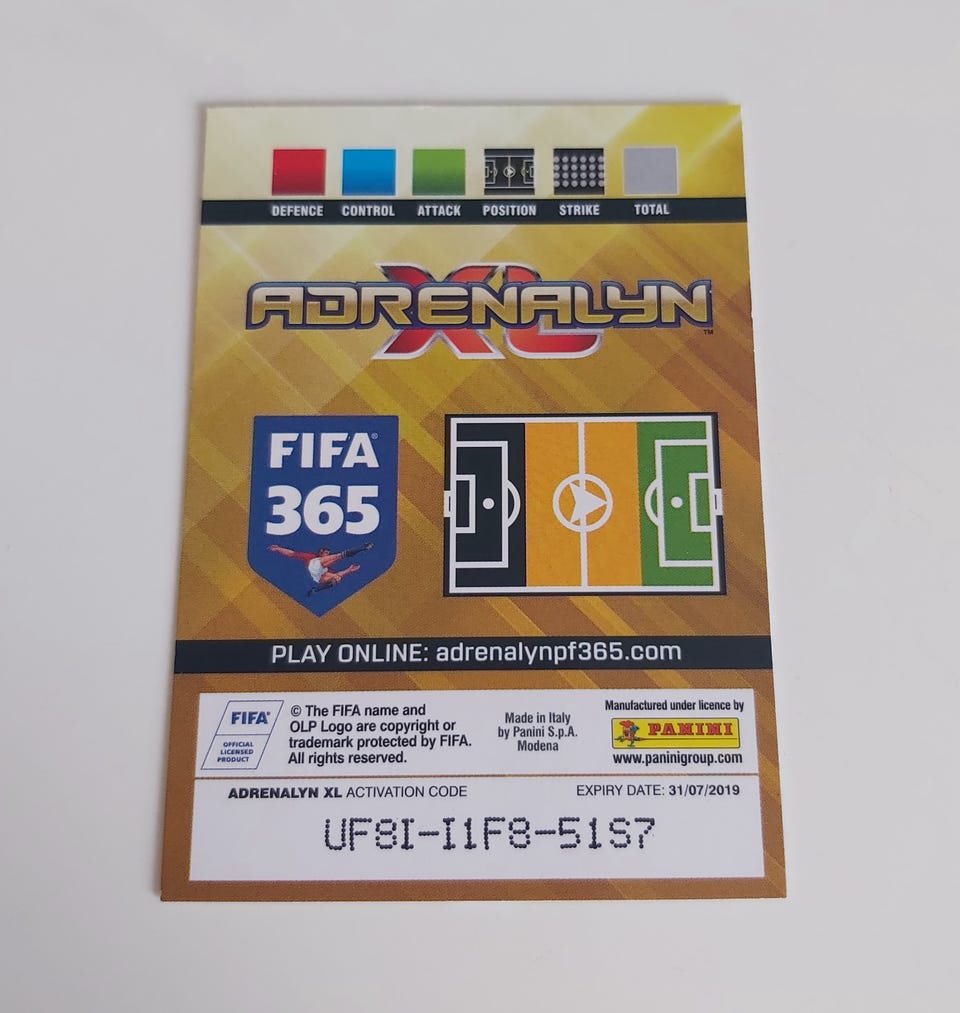 DEFENCE CONTROL ATTACK POSITION STRIKE TOTAL
ADRENALYN XL™
FIFA®
365
PLAY ONLINE: adrenalynpf365.com
FIFA®
OFFICIAL
LICENSED
PRODUCT
© The FIFA name and
OLP Logo are copyright or
trademark protected by FIFA.
All rights reserved.
Made in Italy
by Panini S.p.A.
Modena
Manufactured under licence by
PANINI
www.paninigroup.com
ADRENALYN XL ACTIVATION CODE
EXPIRY DATE: 31/07/2019
UF8I-I1F8-51S7